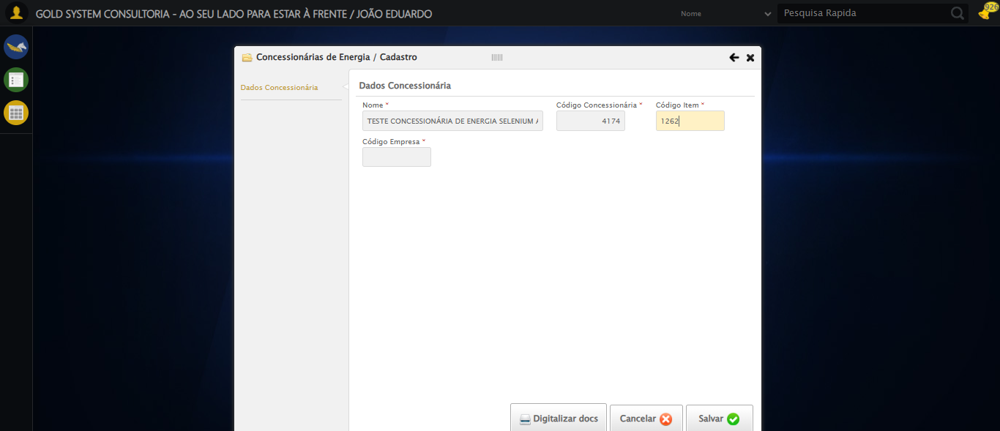 GOLD SYSTEM CONSULTORIA - AO SEU LADO PARA ESTAR À FRENTE / JOÃO EDUARDO
Nome
Pesquisa Rapida
926
Concessionárias de Energia / Cadastro
Dados Concessionária
Dados Concessionária
Nome *
Código Concessionária *
Código Item *
TESTE CONCESSIONÁRIA DE ENERGIA SELENIUM
4174
1262
Código Empresa *
Digitalizar docs
Cancelar
Salvar